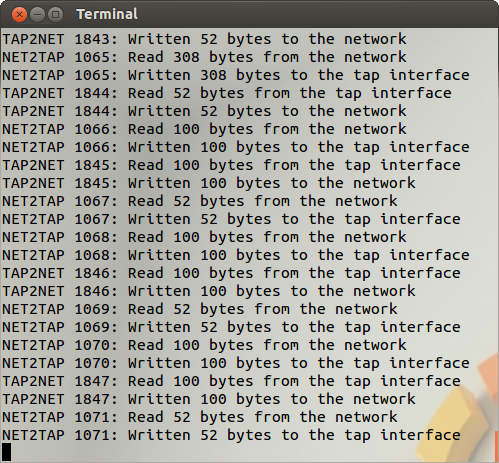 Terminal
TAP2NET 1843: Written 52 bytes to the network
NET2TAP 1065: Read 308 bytes from the network
NET2TAP 1065: Written 308 bytes to the tap interface
TAP2NET 1844: Read 52 bytes from the tap interface
TAP2NET 1844: Written 52 bytes to the network
NET2TAP 1066: Read 100 bytes from the network
NET2TAP 1066: Written 100 bytes to the tap interface
TAP2NET 1845: Read 100 bytes from the tap interface
TAP2NET 1845: Written 100 bytes to the network
NET2TAP 1067: Read 52 bytes from the network
NET2TAP 1067: Written 52 bytes to the tap interface
NET2TAP 1068: Read 100 bytes from the network
NET2TAP 1068: Written 100 bytes to the tap interface
TAP2NET 1846: Read 100 bytes from the tap interface
TAP2NET 1846: Written 100 bytes to the network
NET2TAP 1069: Read 52 bytes from the network
NET2TAP 1069: Written 52 bytes to the tap interface
NET2TAP 1070: Read 100 bytes from the network
NET2TAP 1070: Written 100 bytes to the tap interface
TAP2NET 1847: Read 100 bytes from the tap interface
TAP2NET 1847: Written 100 bytes to the network
NET2TAP 1071: Read 52 bytes from the network
NET2TAP 1071: Written 52 bytes to the tap interface